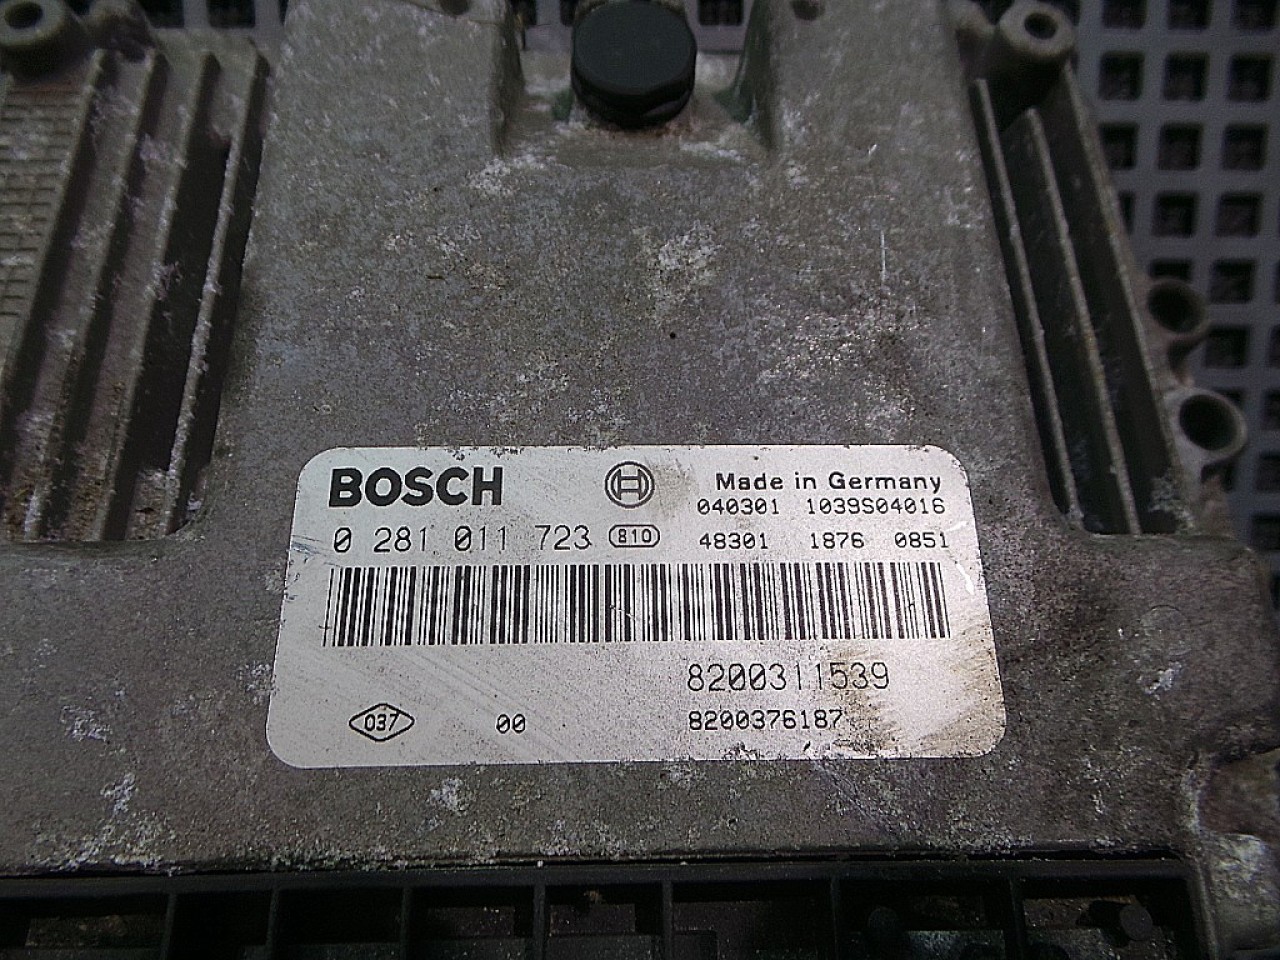 BOSCH
Made in Germany
040301 1039S04016
0 281 011 723 810
48301 1876 0851
8200311539
037 00 8200376187